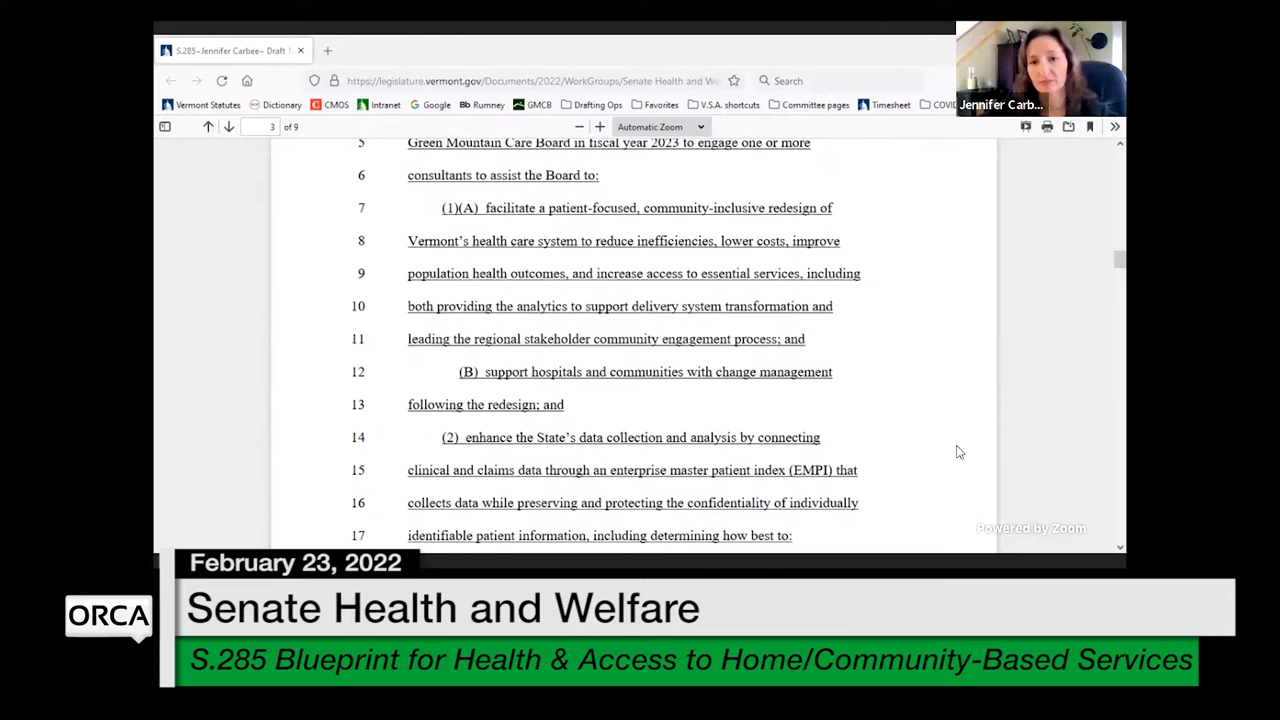 S.285~Jennifer Carbee~ Draft 1
https://legislature.vermont.gov/Documents/2022/WorkGroups/Senate Health and We
Search
Jennifer Carb...
Vermont Statutes
Dictionary
C CMOS
Intranet
G Google
Bb Rumney
GMCB
Drafting Ops
Favorites
V.S.A. shortcuts
Committee pages
Timesheet
COVI
3 of 9
Automatic Zoom
5 Green Mountain Care Board in fiscal year 2023 to engage one or more
6 consultants to assist the Board to:
7 (1)(A) facilitate a patient-focused, community-inclusive redesign of
8 Vermont's health care system to reduce inefficiencies, lower costs, improve
9 population health outcomes, and increase access to essential services, including
10 both providing the analytics to support delivery system transformation and
11 leading the regional stakeholder community engagement process; and
12 (B) support hospitals and communities with change management
13 following the redesign; and
14 (2) enhance the State's data collection and analysis by connecting
15 clinical and claims data through an enterprise master patient index (EMPI) that
16 collects data while preserving and protecting the confidentiality of individually
17 identifiable patient information, including determining how best to:
Powered by Zoom
February 23, 2022
ORCA
Senate Health and Welfare
S.285 Blueprint for Health & Access to Home/Community-Based Services